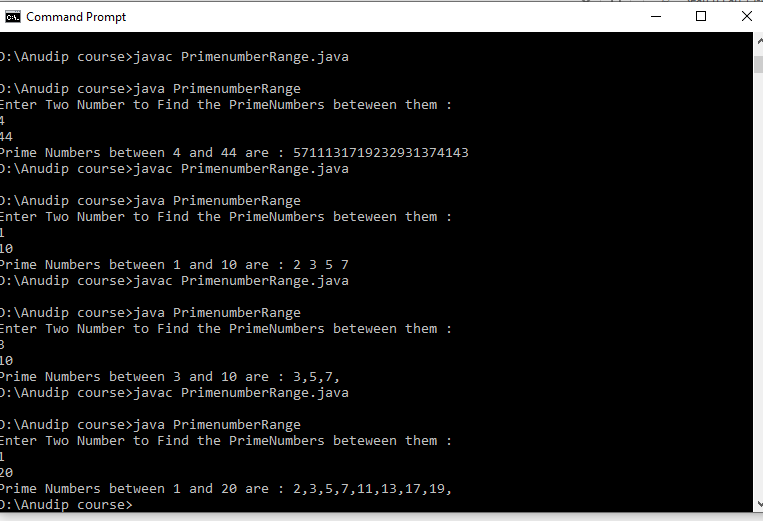 Command Prompt
D:\Anudip course>javac PrimenumberRange.java
D:\Anudip course>java PrimenumberRange
Enter Two Number to Find the PrimeNumbers beteween them :
4
44
Prime Numbers between 4 and 44 are : 5711131719232931374143
D:\Anudip course>javac PrimenumberRange.java
D:\Anudip course>java PrimenumberRange
Enter Two Number to Find the PrimeNumbers beteween them :
1
10
Prime Numbers between 1 and 10 are : 2 3 5 7
D:\Anudip course>javac PrimenumberRange.java
D:\Anudip course>java PrimenumberRange
Enter Two Number to Find the PrimeNumbers beteween them :
3
10
Prime Numbers between 3 and 10 are : 3,5,7,
D:\Anudip course>javac PrimenumberRange.java
D:\Anudip course>java PrimenumberRange
Enter Two Number to Find the PrimeNumbers beteween them :
1
20
Prime Numbers between 1 and 20 are : 2,3,5,7,11,13,17,19,
D:\Anudip course>